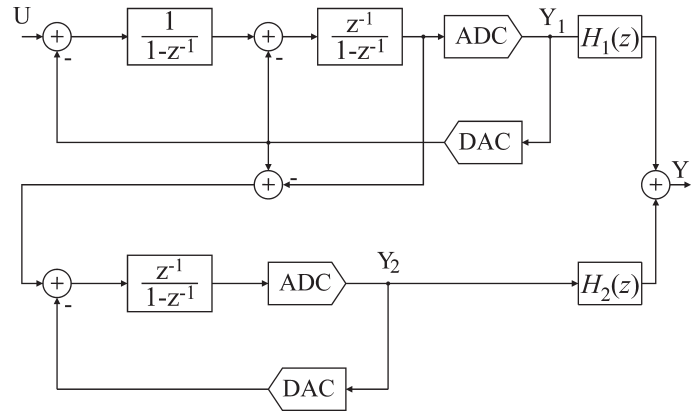 U
+
-
1
1-z⁻¹
+
-
z⁻¹
1-z⁻¹
ADC
Y₁
H₁(z)
DAC
+
-
+
Y
+
-
z⁻¹
1-z⁻¹
ADC
Y₂
H₂(z)
DAC